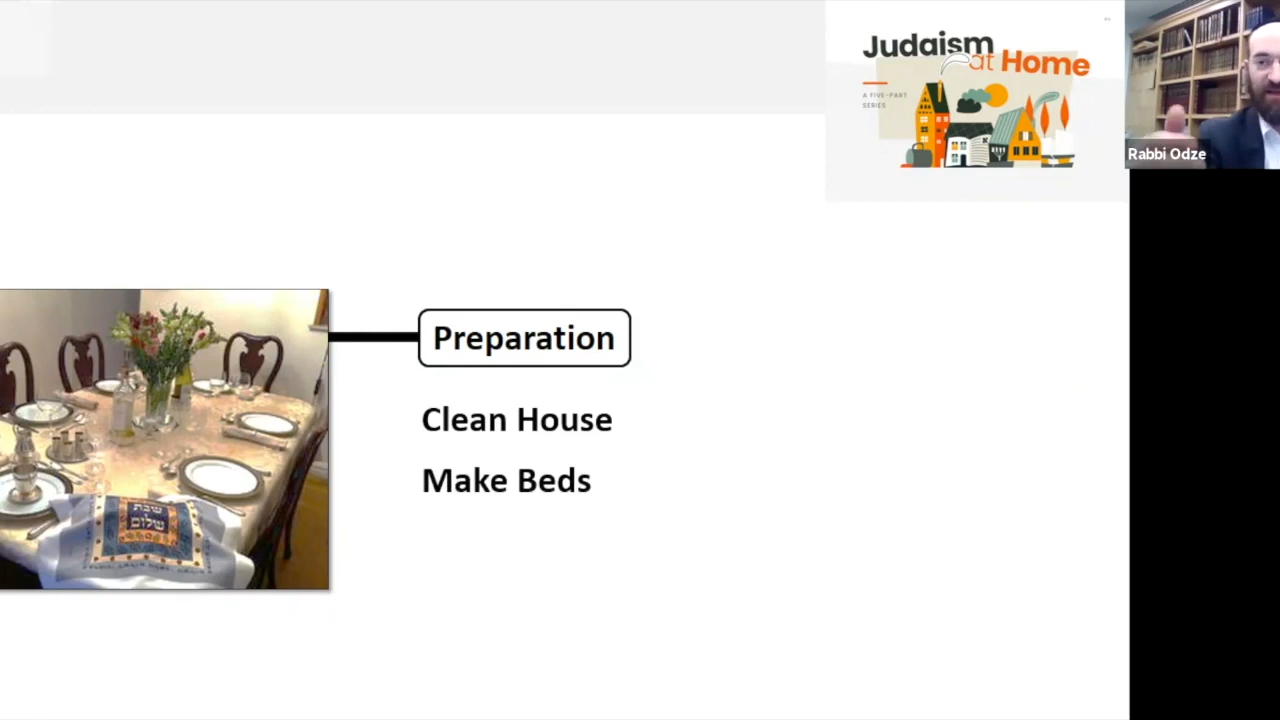 Judaism
at Home
A FIVE-PART
SERIES
Rabbi Odze
Preparation
Clean House
Make Beds
שבת
שלום